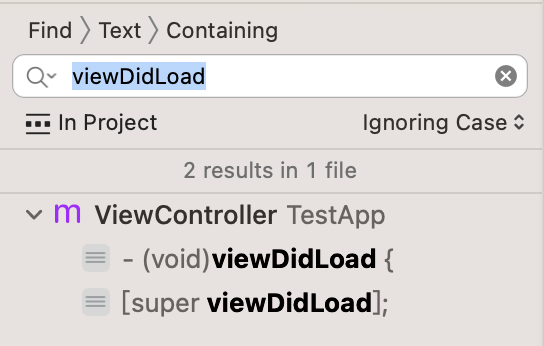 Find 〉Text 〉Containing
viewDidLoad
In Project Ignoring Case
2 results in 1 file
m ViewController TestApp
- (void)viewDidLoad {
[super viewDidLoad];